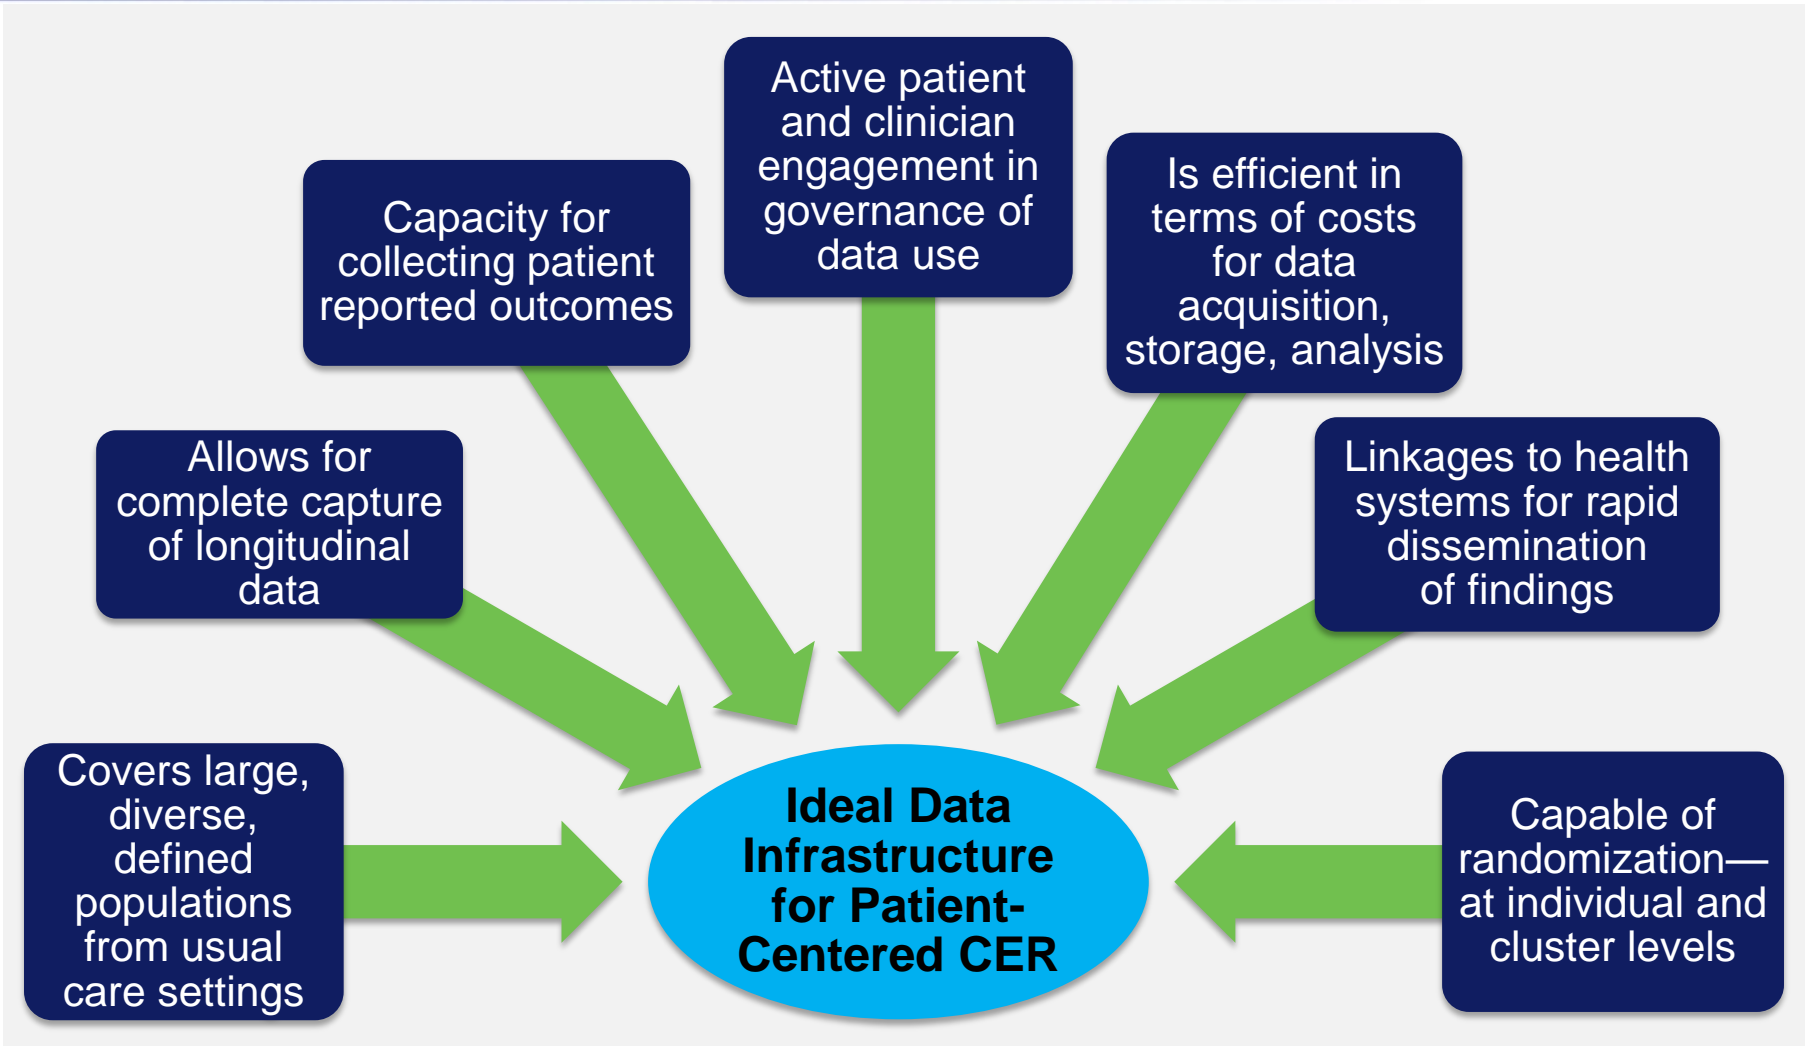 Active patient
and clinician
engagement in
governance of
data use
Capacity for
collecting patient
reported outcomes
Is efficient in
terms of costs
for data
acquisition,
storage, analysis
Allows for
complete capture
of longitudinal
data
Linkages to health
systems for rapid
dissemination
of findings
Covers large,
diverse,
defined
populations
from usual
care settings
Ideal Data
Infrastructure
for Patient-
Centered CER
Capable of
randomization—
at individual and
cluster levels